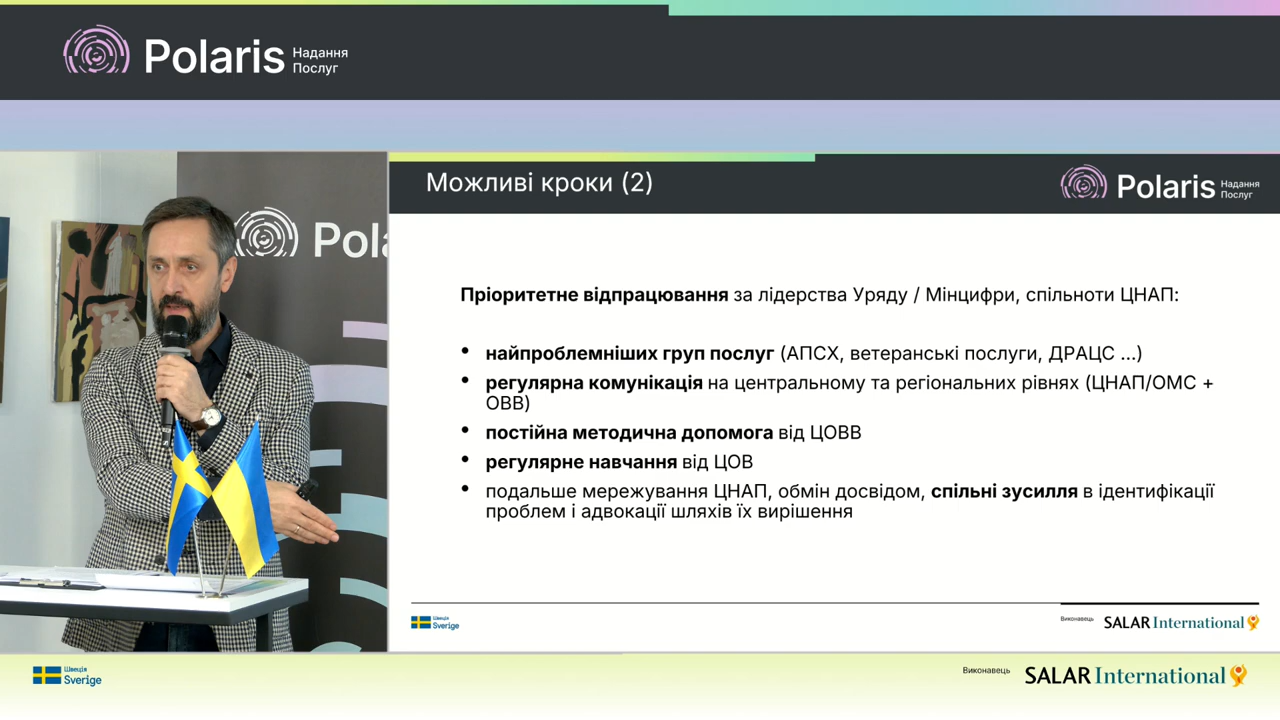 Polaris Надання
Послуг
Pola
Можливі кроки (2)
Polaris Надання
Послуг
Пріоритетне відпрацювання за лідерства Уряду / Мінцифри, спільноти ЦНАП:
• найпроблемніших груп послуг (АПСХ, ветеранські послуги, ДРАЦС ...)
• регулярна комунікація на центральному та регіональних рівнях (ЦНАП/ОМС +
ОВВ)
• постійна методична допомога від ЦОВВ
• регулярне навчання від ЦОВ
• подальше мережування ЦНАП, обмін досвідом, спільні зусилля в ідентифікації
проблем і адвокації шляхів їх вирішення
Швеція
Sverige
Виконавець SALAR International
Швеція
Sverige
Виконавець SALAR International